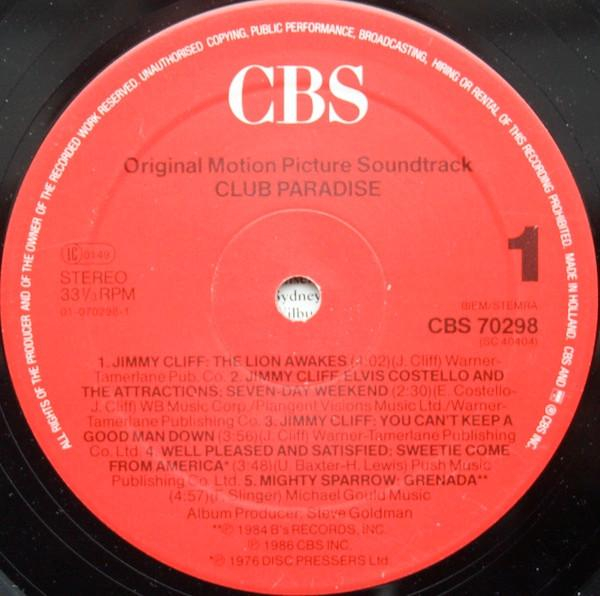 ALL RIGHTS OF THE PRODUCER AND OF THE OWNER OF THE RECORDED WORK RESERVED. UNAUTHORISED COPYING, PUBLIC PERFORMANCE, BROADCASTING, HIRING OR RENTAL OF THIS RECORDING PROHIBITED. MADE IN HOLLAND. CBS AND ® © CBS INC.
CBS
Original Motion Picture Soundtrack
CLUB PARADISE
1
LC 0149
STEREO
33⅓ RPM
01-070298-1
BIEM/STEMRA
CBS 70298
(SC 40404)
Sydney
1. JIMMY CLIFF: THE LION AWAKES (4:02)(J. Cliff) Warner-
Tamerlane Pub. Co. 2. JIMMY CLIFF, ELVIS COSTELLO AND
THE ATTRACTIONS: SEVEN-DAY WEEKEND (2:30)(E. Costello-
J. Cliff) WB Music Corp./Plangent Visions Music Ltd./Warner-
Tamerlane Publishing Co. 3. JIMMY CLIFF: YOU CAN'T KEEP A
GOOD MAN DOWN (3:56)(J. Cliff) Warner-Tamerlane Publishing
Co. Ltd. 4. WELL PLEASED AND SATISFIED: SWEETIE COME
FROM AMERICA* (3:48)(U. Baxter-H. Lewis) Push Music
Publishing Co. Ltd. 5. MIGHTY SPARROW: GRENADA**
(4:57)(F. Slinger) Michael Gould Music
Album Producer: Steve Goldman
**℗ 1984 B's RECORDS, INC.
℗ 1986 CBS INC.
*℗ 1976 DISC PRESSERS Ltd